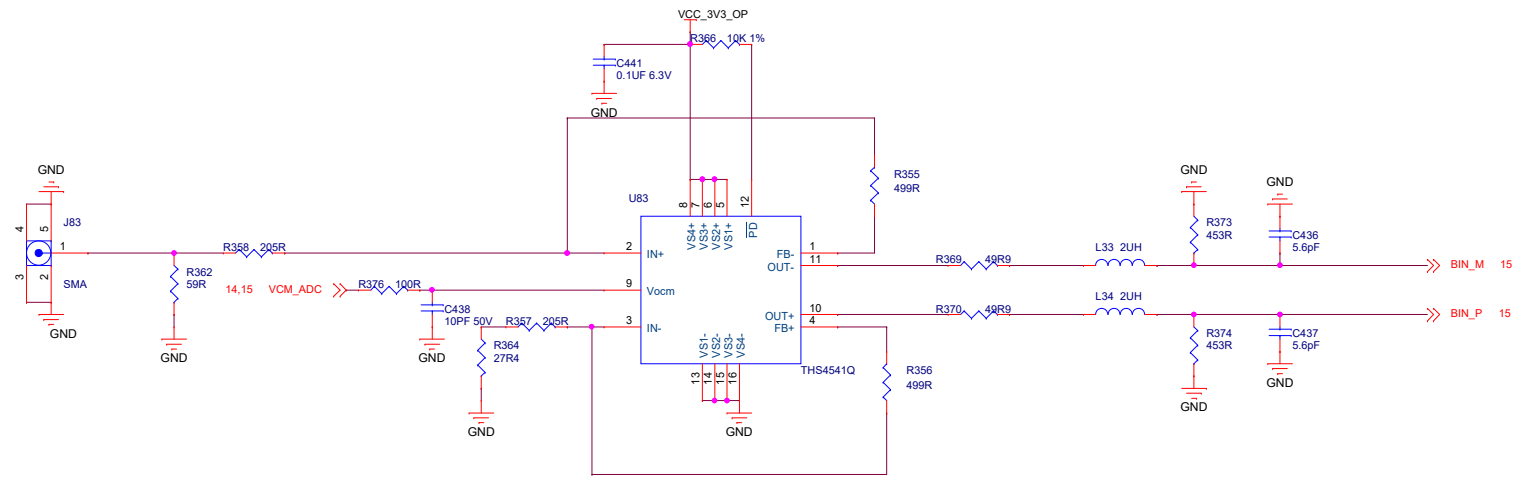 VCC_3V3_OP
R366 10K 1%
C441
0.1UF 6.3V
GND
R355
499R
U83
8
7
6
5
12
VS4+
VS3+
VS2+
VS1+
PD
GND
J83
4
5
1
3
2
SMA
GND
R358 205R
R362
59R
GND
14,15 VCM_ADC
R376 100R
C438
10PF 50V
GND
R357 205R
R364
27R4
GND
2 IN+
9 Vocm
3 IN-
FB- 1
OUT- 11
OUT+ 10
FB+ 4
VS1-
VS2-
VS3-
VS4-
13
14
15
16
GND
THS4541Q
R356
499R
R369 49R9
L33 2UH
GND
R373
453R
GND
C436
5.6pF
BIN_M 15
R370 49R9
L34 2UH
R374
453R
GND
C437
5.6pF
GND
BIN_P 15